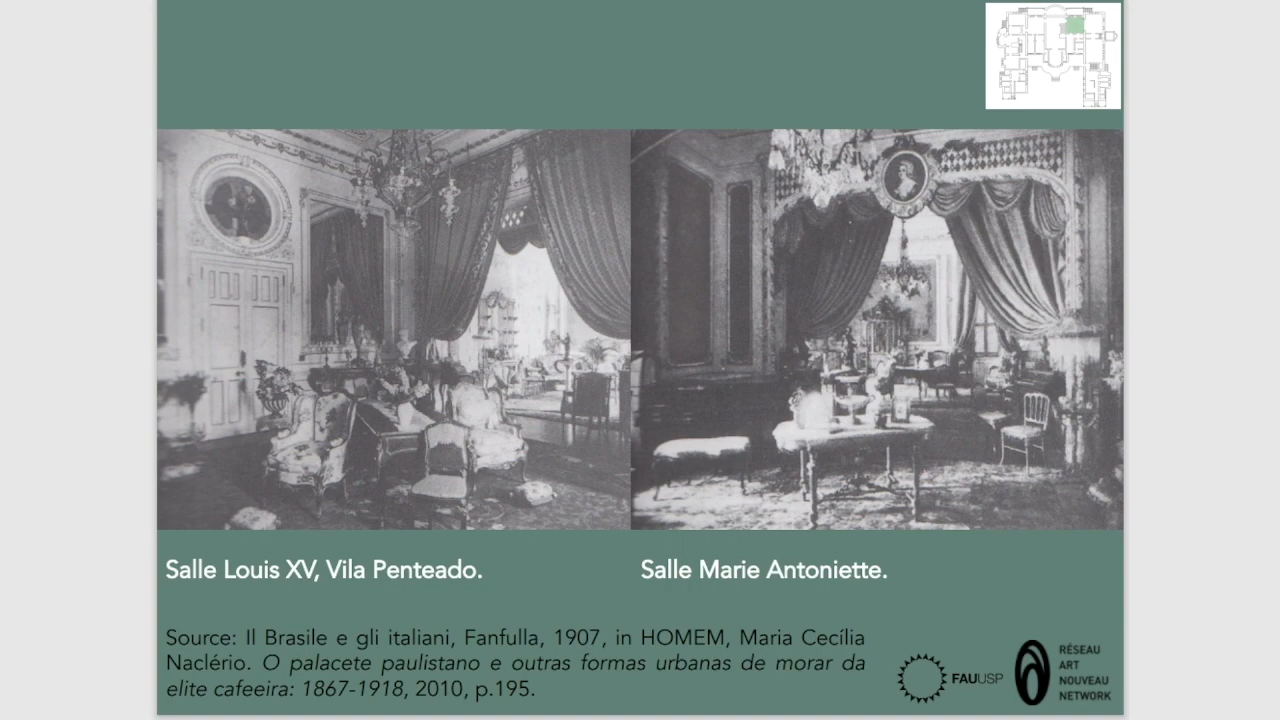 Salle Louis XV, Vila Penteado.
Salle Marie Antoniette.
Source: Il Brasile e gli italiani, Fanfulla, 1907, in HOMEM, Maria Cecília
Naclério. O palacete paulistano e outras formas urbanas de morar da
elite cafeeira: 1867-1918, 2010, p.195.
FAUUSP
RÉSEAU
ART
NOUVEAU
NETWORK